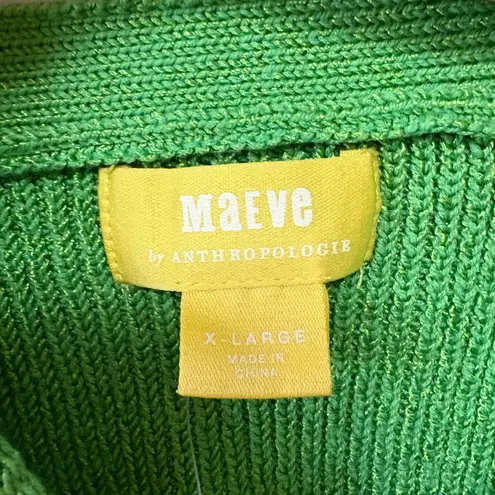 MaEve
by ANTHROPOLOGIE
X-LARGE
MADE IN
CHINA